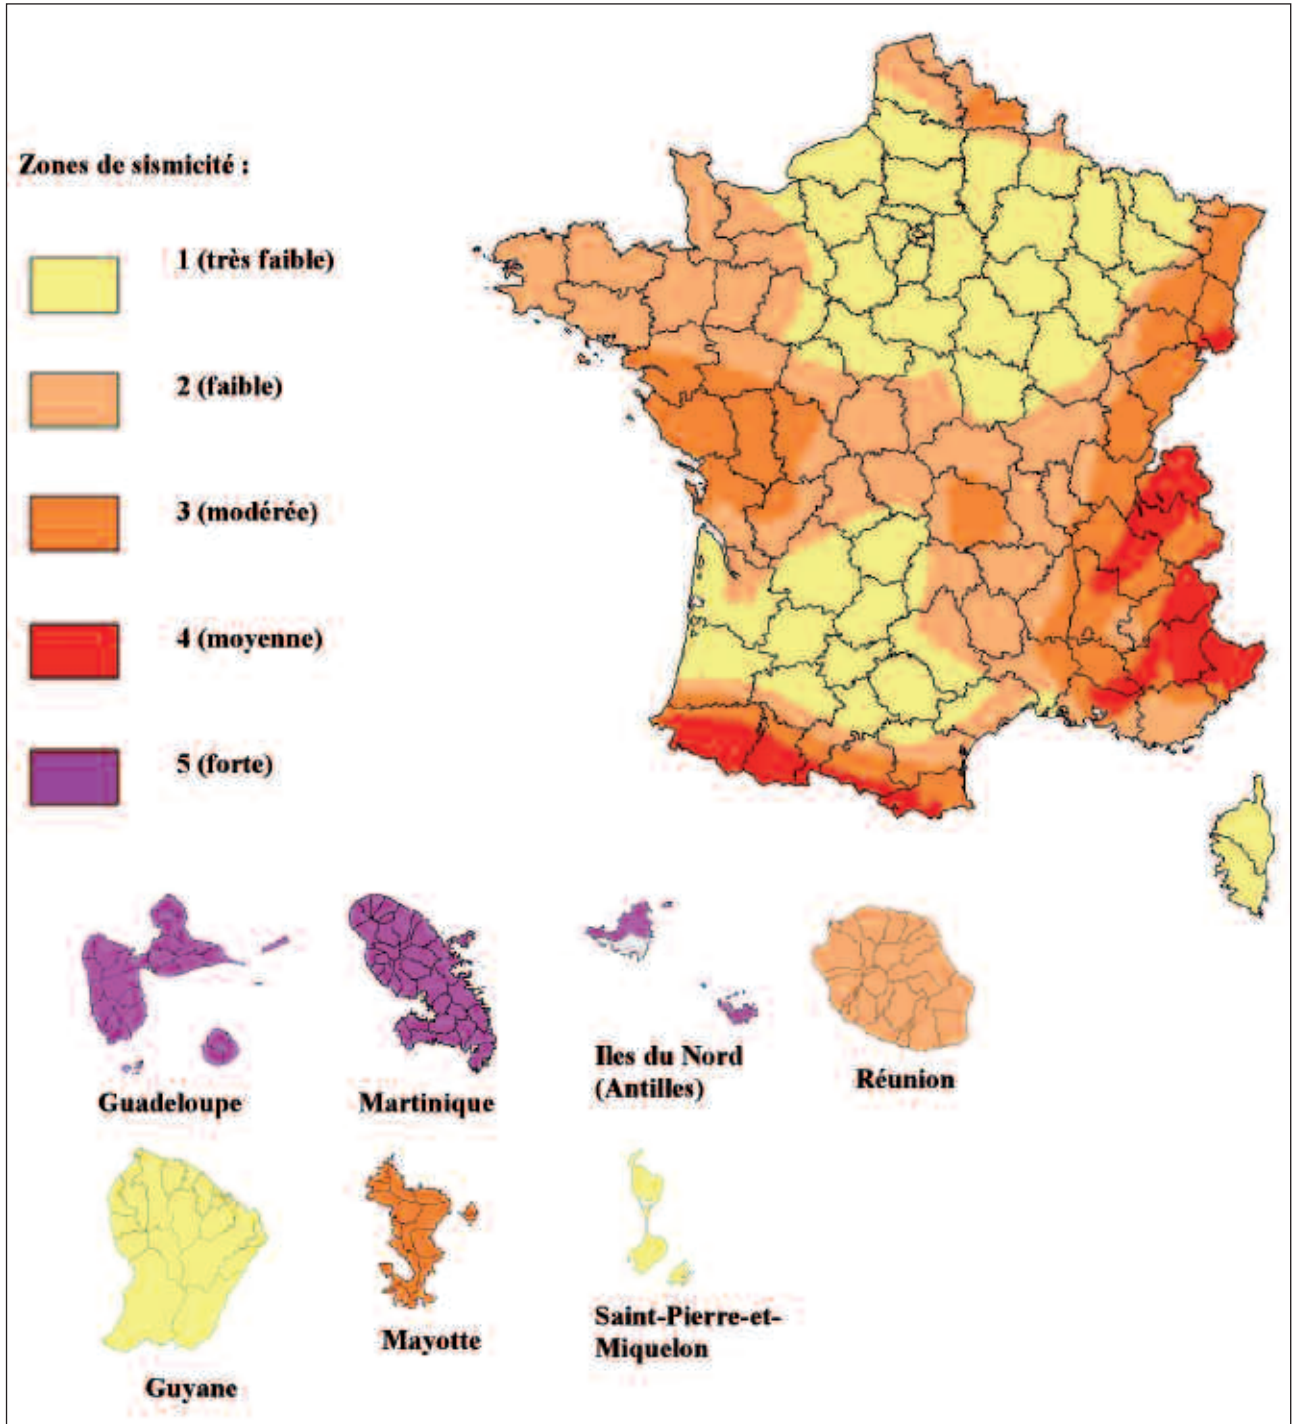 Zones de sismicité :
1 (très faible)
2 (faible)
3 (modérée)
4 (moyenne)
5 (forte)
Guadeloupe
Martinique
Iles du Nord
(Antilles)
Réunion
Guyane
Mayotte
Saint-Pierre-et-
Miquelon